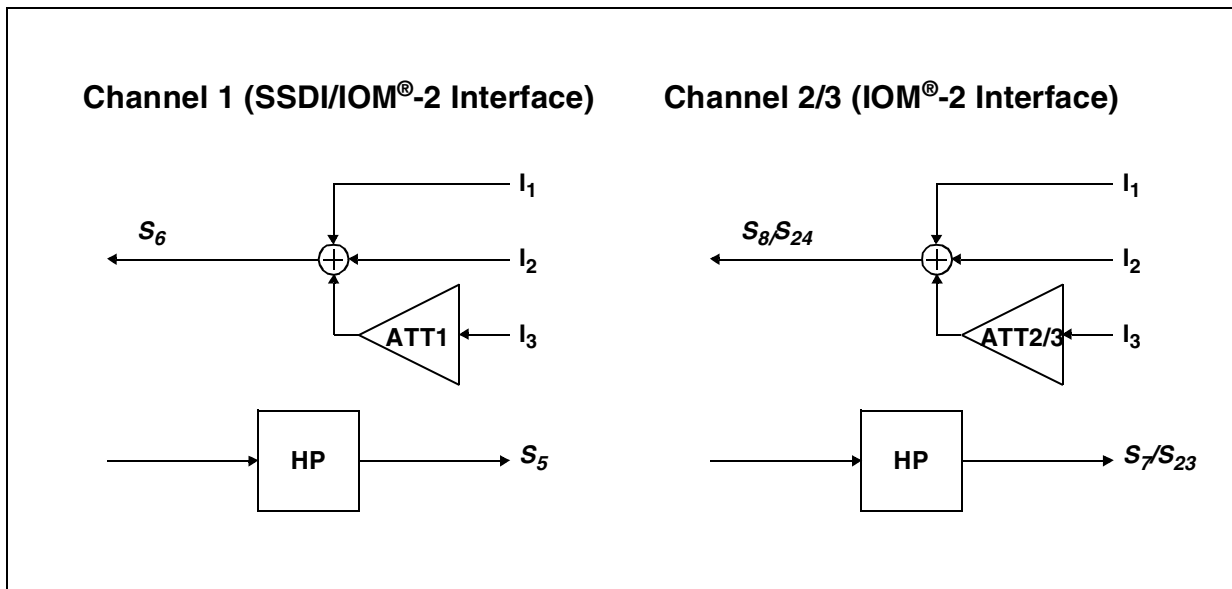 Channel 1 (SSDI/IOM®-2 Interface)
I1
S6
I2
ATT1
I3
HP
S5
Channel 2/3 (IOM®-2 Interface)
I1
S8/S24
I2
ATT2/3
I3
HP
S7/S23